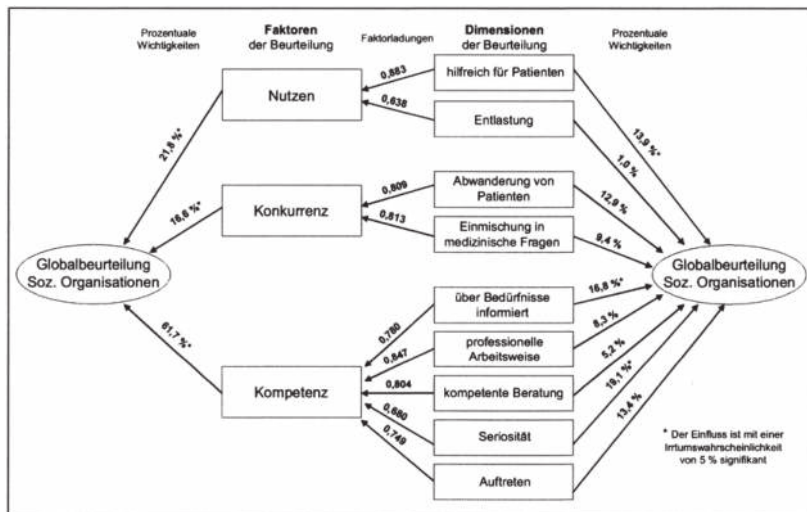 Prozentuale
Wichtigkeiten
Faktoren
der Beurteilung
Faktorladungen
Dimensionen
der Beurteilung
Prozentuale
Wichtigkeiten
Nutzen
0,883
0,638
hilfreich für Patienten
Entlastung
21,8 %*
13,9 %*
1,0 %
Konkurrenz
0,809
0,813
Abwanderung von
Patienten
Einmischung in
medizinische Fragen
16,6 %*
12,9 %
9,4 %
Globalbeurteilung
Soz. Organisationen
Globalbeurteilung
Soz. Organisationen
61,7 %*
Kompetenz
0,780
0,847
0,804
0,680
0,749
über Bedürfnisse
informiert
professionelle
Arbeitsweise
kompetente Beratung
Seriosität
Auftreten
16,8 %*
8,3 %
5,2 %
19,1 %*
13,4 %
* Der Einfluss ist mit einer
Irrtumswahrscheinlichkeit
von 5 % signifikant